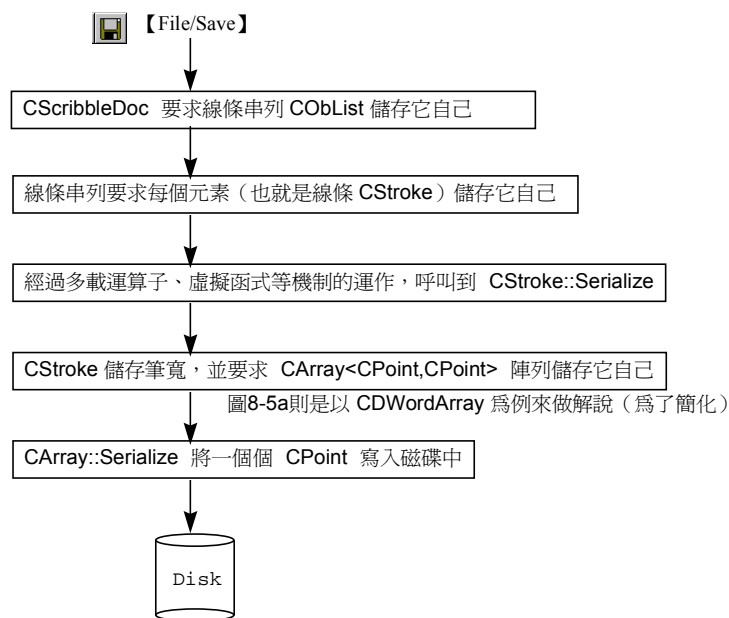 【File/Save】
CScribbleDoc 要求線條串列 CObList 儲存它自己
線條串列要求每個元素（也就是線條 CStroke）儲存它自己
經過多載運算子、虛擬函式等機制的運作，呼叫到 CStroke::Serialize
CStroke 儲存筆寬，並要求 CArray<CPoint,CPoint> 陣列儲存它自己
圖8-5a則是以 CDWordArray 為例來做解說（為了簡化）
CArray::Serialize 將一個個 CPoint 寫入磁碟中
Disk